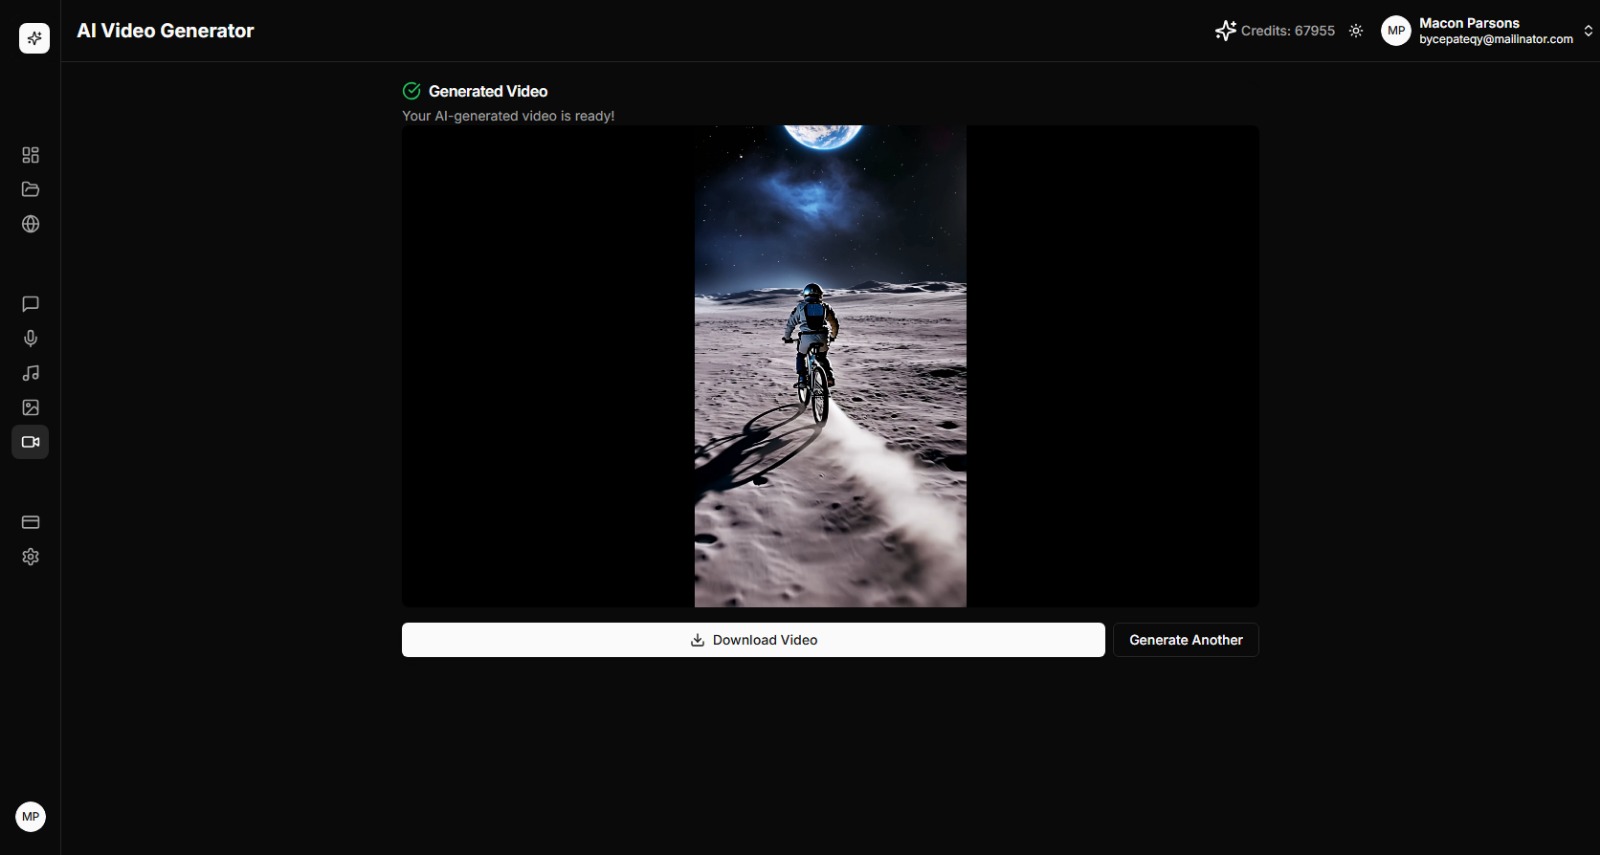 AI Video Generator
Credits: 67955
MP
Macon Parsons
bycepateqy@mailinator.com
Generated Video
Your AI-generated video is ready!
Download Video
Generate Another
MP